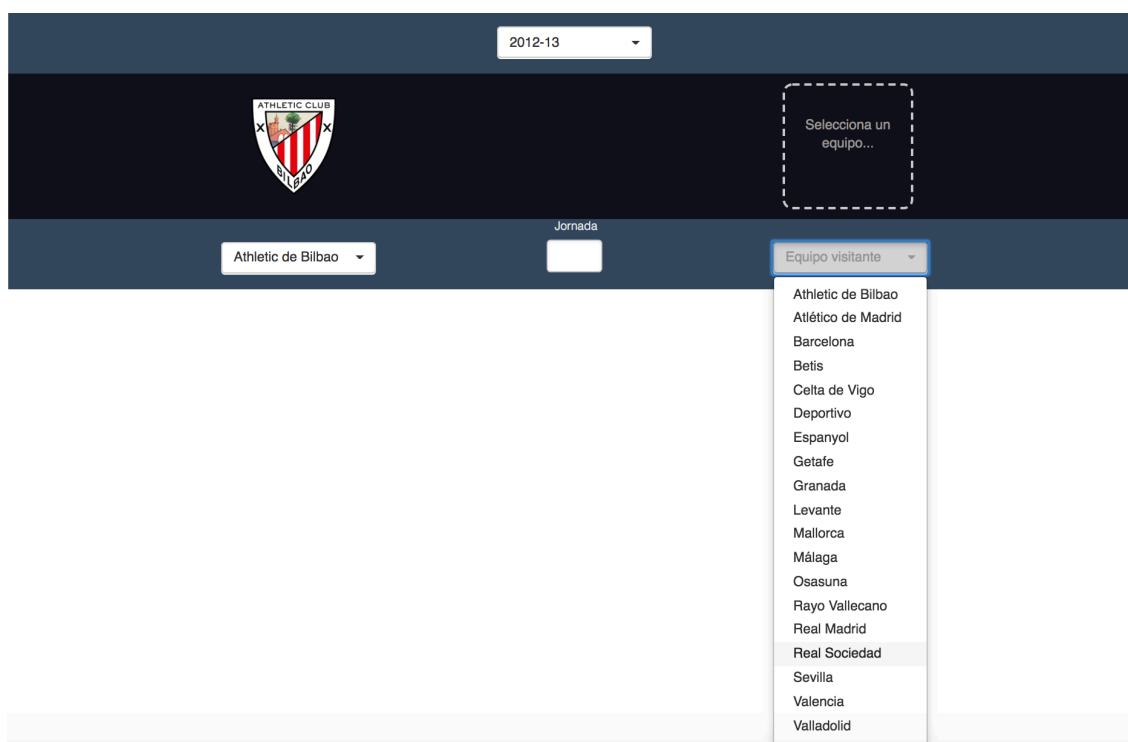 2012-13
ATHLETIC CLUB
X X
BILBAO
Selecciona un
equipo...
Jornada
Athletic de Bilbao
Equipo visitante
Athletic de Bilbao
Atlético de Madrid
Barcelona
Betis
Celta de Vigo
Deportivo
Espanyol
Getafe
Granada
Levante
Mallorca
Málaga
Osasuna
Rayo Vallecano
Real Madrid
Real Sociedad
Sevilla
Valencia
Valladolid